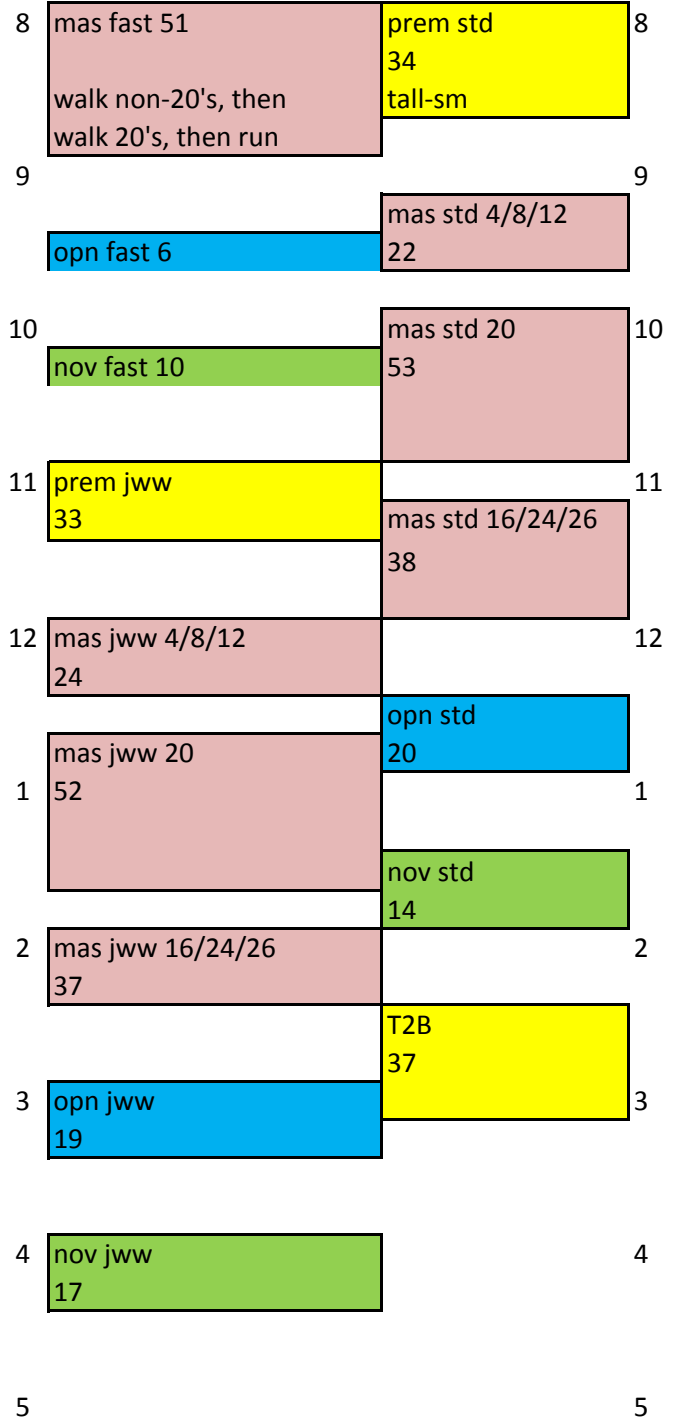 8 mas fast 51 prem std 8
34
walk non-20's, then tall-sm
walk 20's, then run
9 9
mas std 4/8/12
opn fast 6 22
10 mas std 20 10
nov fast 10 53
11 prem jww 11
33 mas std 16/24/26
38
12 mas jww 4/8/12 12
24
opn std
mas jww 20 20
1 52 1
nov std
14
2 mas jww 16/24/26 2
37
T2B
37
3 opn jww 3
19
4 nov jww 4
17
5 5